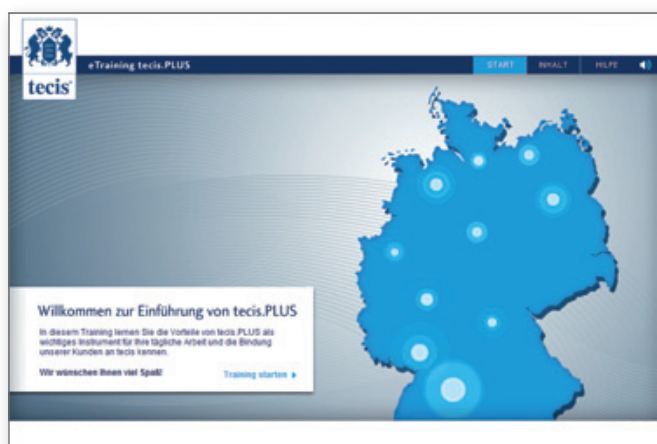 tecis
eTraining tecis.PLUS
START INHALT HILFE
Willkommen zur Einführung von tecis.PLUS
In diesem Training lernen Sie die Vorteile von tecis.PLUS als
wichtiges Instrument für Ihre tägliche Arbeit und die Bindung
unserer Kunden an tecis kennen.
Wir wünschen Ihnen viel Spaß!
Training starten